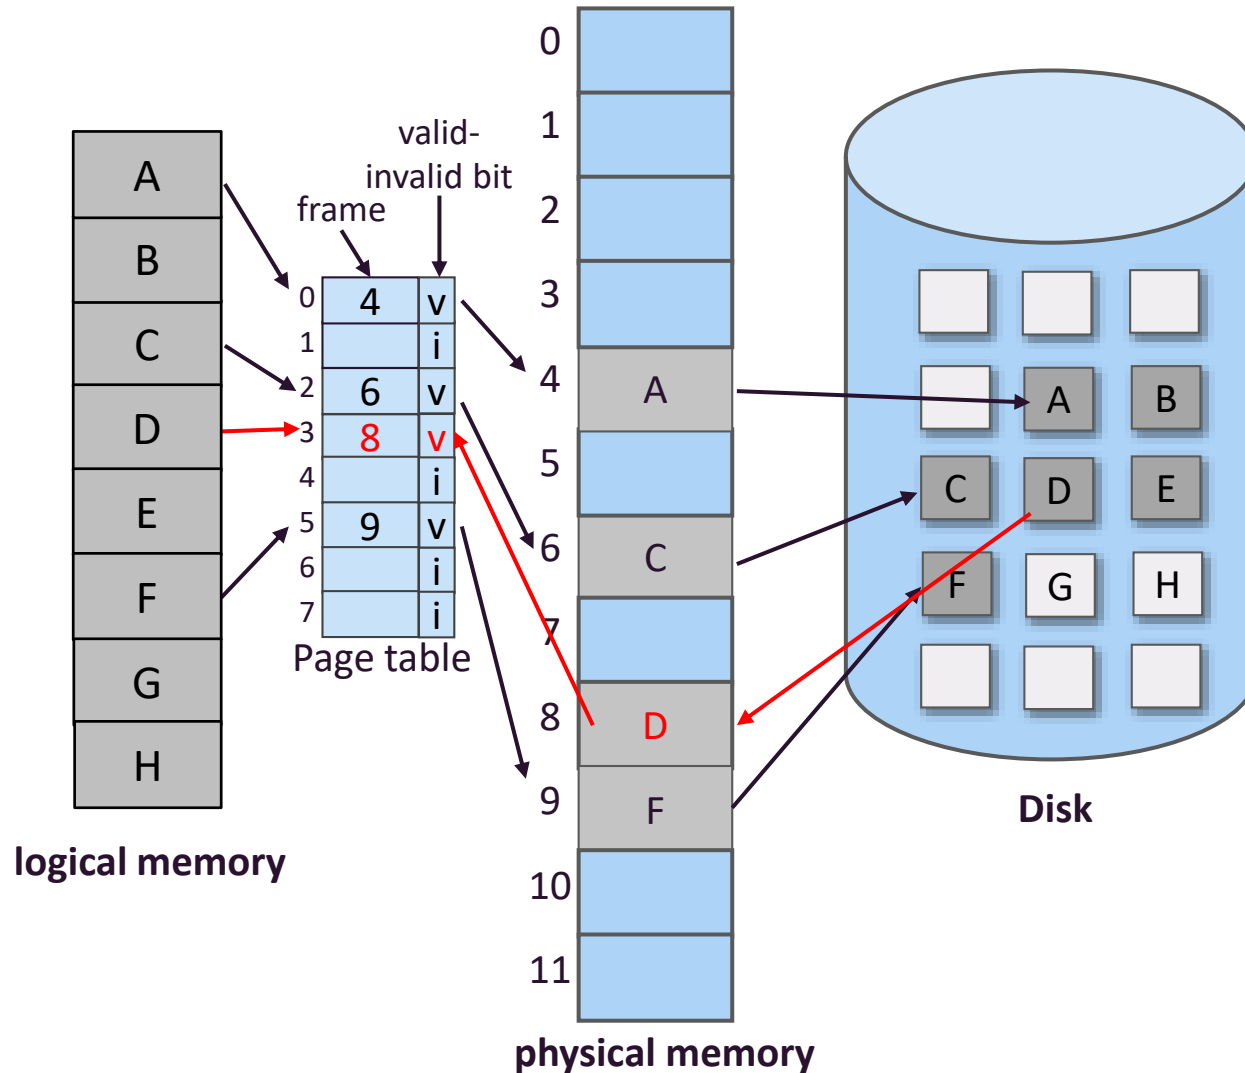 A
B
C
D
E
F
G
H
logical memory
valid-
invalid bit
frame
0 4 v
1 i
2 6 v
3 8 v
4 i
5 9 v
6 i
7 i
Page table
0
1
2
3
4 A
5
6 C
7
8 D
9 F
10
11
physical memory
A B
C D E
F G H
Disk